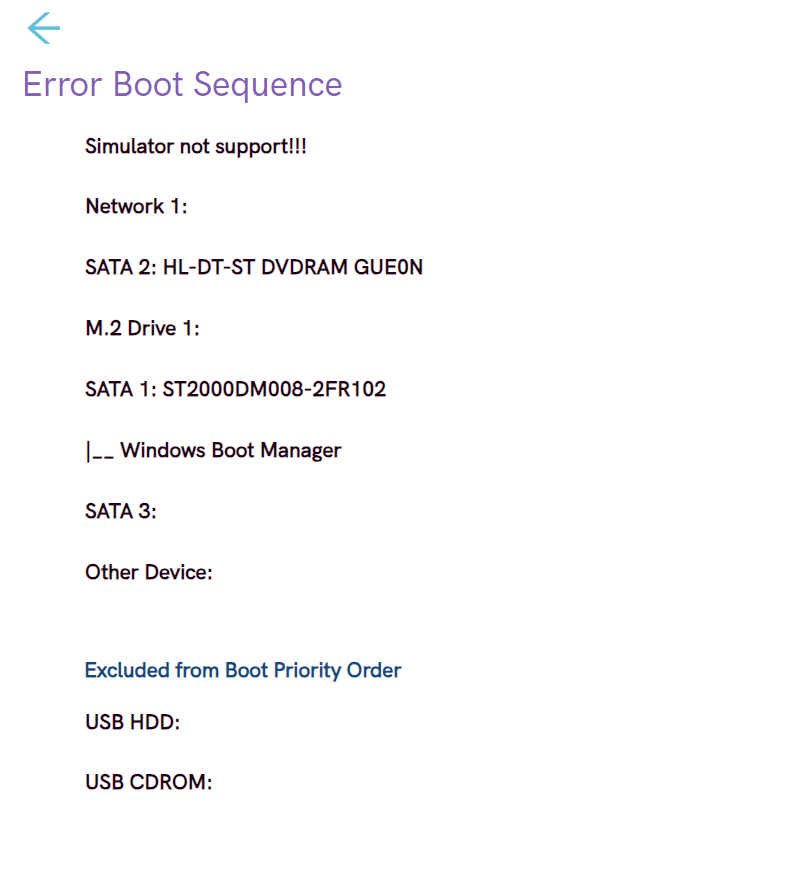 Error Boot Sequence
Simulator not support!!!
Network 1:
SATA 2: HL-DT-ST DVDRAM GUE0N
M.2 Drive 1:
SATA 1: ST2000DM008-2FR102
|__ Windows Boot Manager
SATA 3:
Other Device:
Excluded from Boot Priority Order
USB HDD:
USB CDROM: